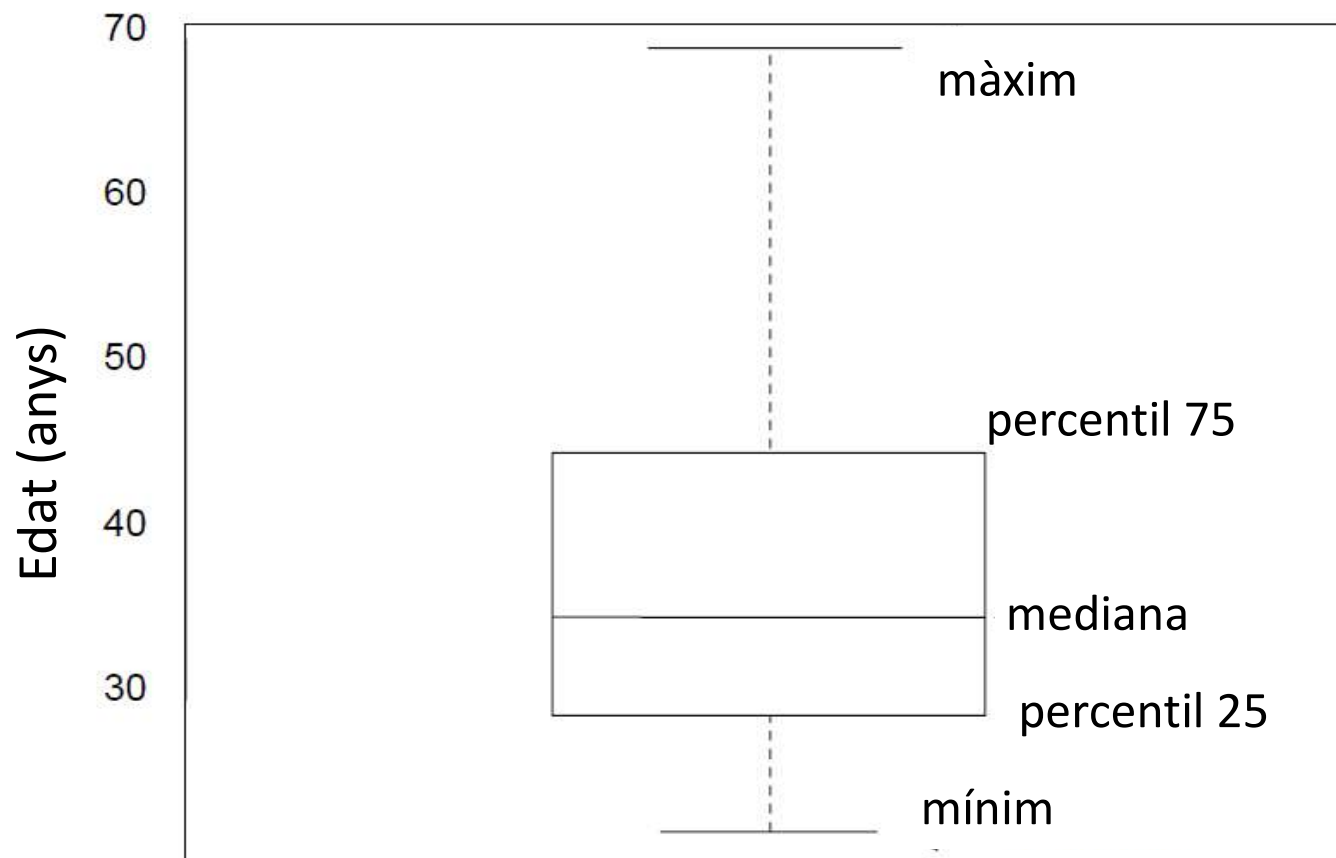 70
màxim
60
50
Edat (anys)
percentil 75
40
mediana
30
percentil 25
mínim